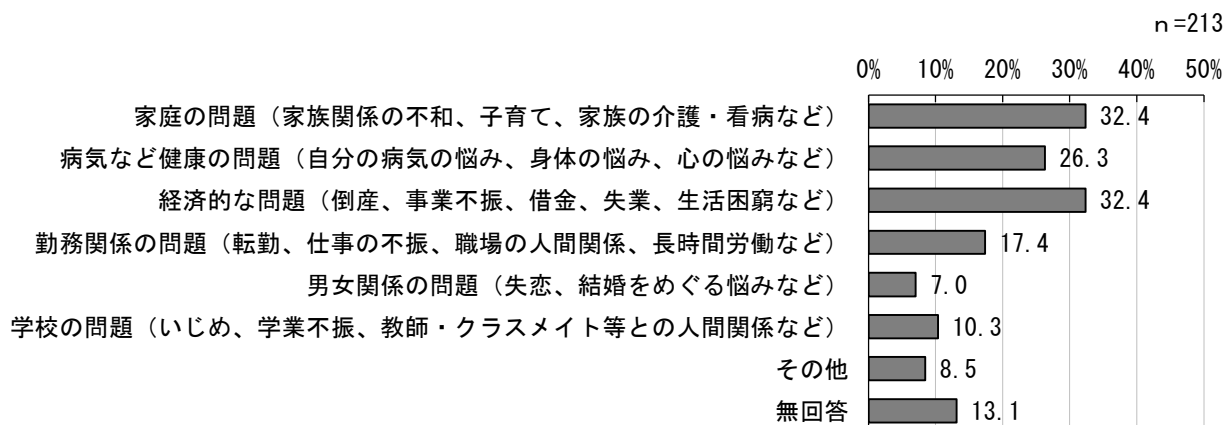 n=213
0% 10% 20% 30% 40% 50%
家庭の問題（家族関係の不和、子育て、家族の介護・看病など） 32.4
病気など健康の問題（自分の病気の悩み、身体の悩み、心の悩みなど） 26.3
経済的な問題（倒産、事業不振、借金、失業、生活困窮など） 32.4
勤務関係の問題（転勤、仕事の不振、職場の人間関係、長時間労働など） 17.4
男女関係の問題（失恋、結婚をめぐる悩みなど） 7.0
学校の問題（いじめ、学業不振、教師・クラスメイト等との人間関係など） 10.3
その他 8.5
無回答 13.1